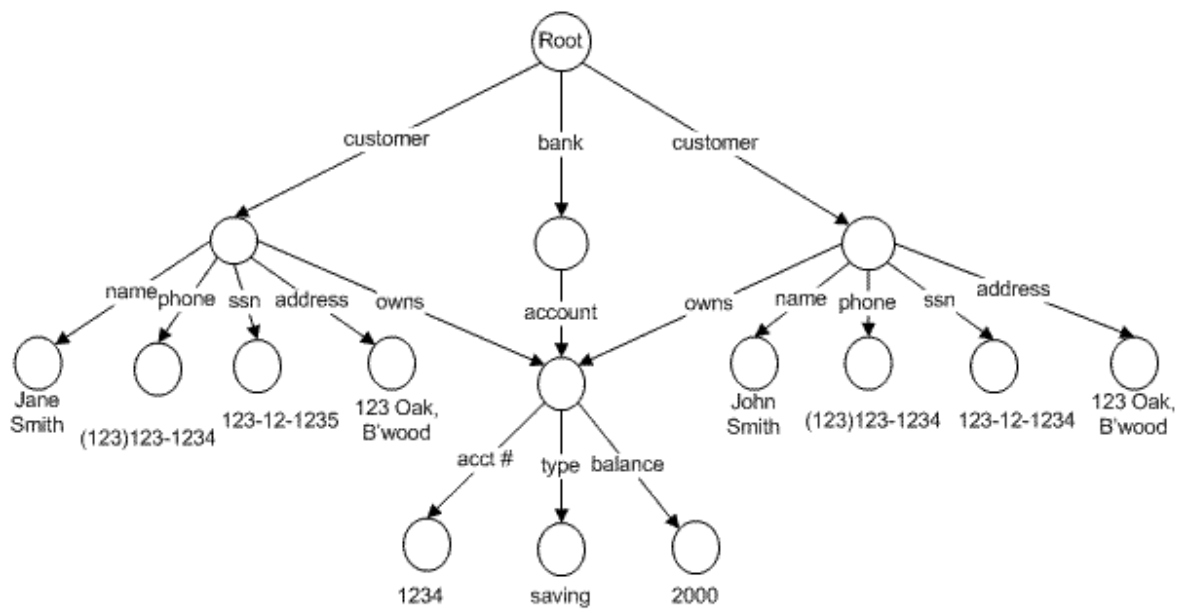 Root
customer
bank
customer
name
phone
ssn
address
owns
account
owns
name
phone
ssn
address
Jane
Smith
(123)123-1234
123-12-1235
123 Oak,
B'wood
John
Smith
(123)123-1234
123-12-1234
123 Oak,
B'wood
acct #
type
balance
1234
saving
2000